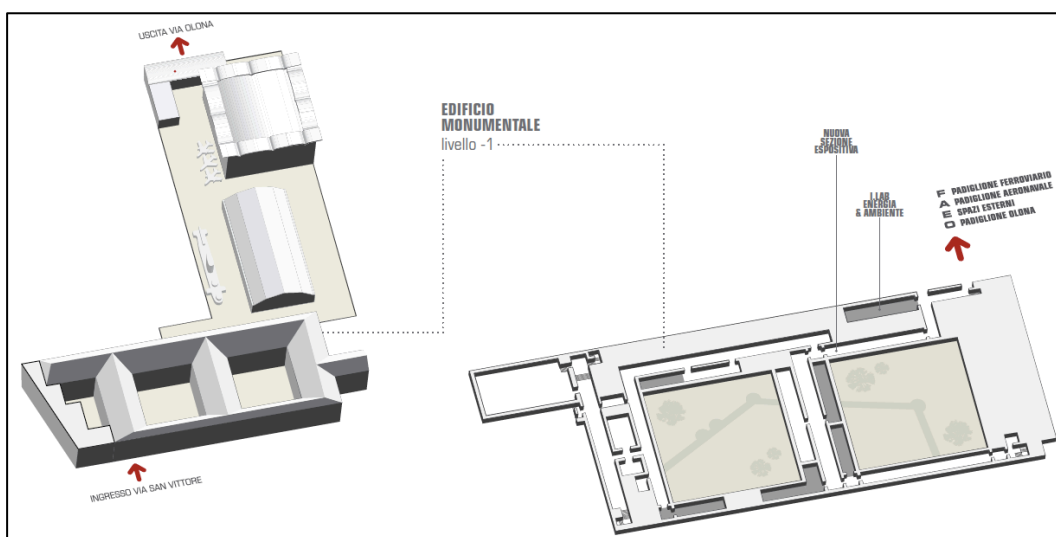 USCITA VIA OLONA
EDIFICIO
MONUMENTALE
livello -1
NUOVA
SEZIONE
ESPOSITIVA
I.LAB
ENERGIA
& AMBIENTE
F PADIGLIONE FERROVIARIO
A PADIGLIONE AERONAVALE
E SPAZI ESTERNI
O PADIGLIONE OLONA
INGRESSO VIA SAN VITTORE